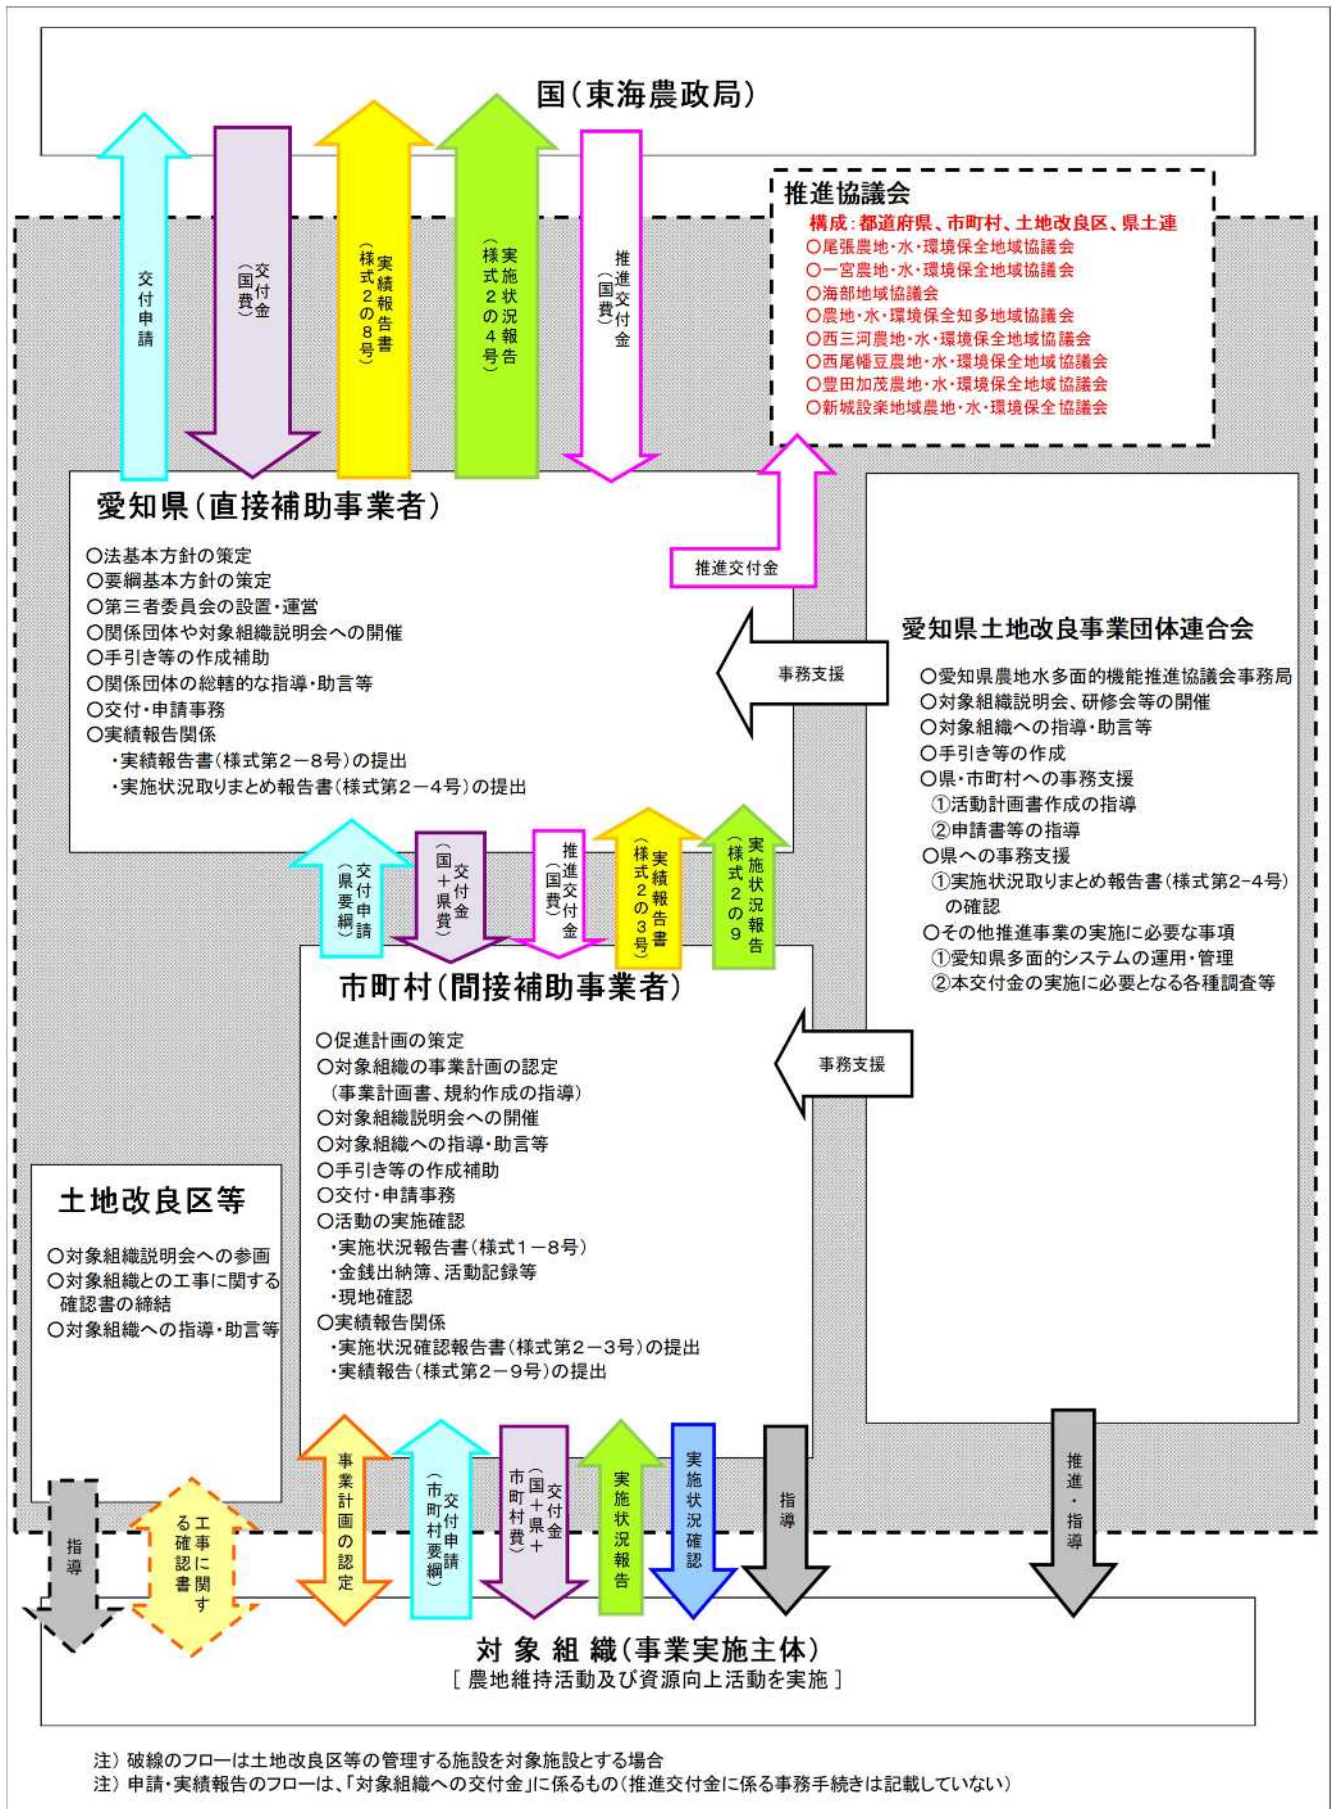 国(東海農政局)
交付申請
交付金
(国費)
実績報告書
(様式2の8号)
実施状況報告
(様式2の4号)
推進交付金
(国費)
推進協議会
構成:都道府県、市町村、土地改良区、県土連
○尾張農地・水・環境保全地域協議会
○一宮農地・水・環境保全地域協議会
○海部地域協議会
○農地・水・環境保全知多地域協議会
○西三河農地・水・環境保全地域協議会
○西尾幡豆農地・水・環境保全地域協議会
○豊田加茂農地・水・環境保全地域協議会
○新城設楽地域農地・水・環境保全協議会
愛知県(直接補助事業者)
○法基本方針の策定
○要綱基本方針の策定
○第三者委員会の設置・運営
○関係団体や対象組織説明会への開催
○手引き等の作成補助
○関係団体の総轄的な指導・助言等
○交付・申請事務
○実績報告関係
・実績報告書(様式第2-8号)の提出
・実施状況取りまとめ報告書(様式第2-4号)の提出
推進交付金
事務支援
愛知県土地改良事業団体連合会
○愛知県農地水多面的機能推進協議会事務局
○対象組織説明会、研修会等の開催
○対象組織への指導・助言等
○手引き等の作成
○県・市町村への事務支援
①活動計画書作成の指導
②申請書等の指導
○県への事務支援
①実施状況取りまとめ報告書(様式第2-4号)
の確認
○その他推進事業の実施に必要な事項
①愛知県多面的システムの運用・管理
②本交付金の実施に必要となる各種調査等
交付申請
(県要綱)
交付金
(国+県費)
推進交付金
(国費)
実績報告書
(様式2の3号)
実施状況報告
(様式2の9
市町村(間接補助事業者)
○促進計画の策定
○対象組織の事業計画の認定
(事業計画書、規約作成の指導)
○対象組織説明会への開催
○対象組織への指導・助言等
○手引き等の作成補助
○交付・申請事務
○活動の実施確認
・実施状況報告書(様式1-8号)
・金銭出納簿、活動記録等
・現地確認
○実績報告関係
・実施状況確認報告書(様式第2-3号)の提出
・実績報告(様式第2-9号)の提出
事務支援
土地改良区等
○対象組織説明会への参画
○対象組織との工事に関する
確認書の締結
○対象組織への指導・助言等
指導
工事に関す
る確認書
事業計画の認定
交付申請
(市町村要綱)
交付金
(国+県+
市町村費)
実施状況報告
実施状況確認
指導
推進・指導
対 象 組 織(事業実施主体)
[ 農地維持活動及び資源向上活動を実施 ]
注) 破線のフローは土地改良区等の管理する施設を対象施設とする場合
注) 申請・実績報告のフローは、「対象組織への交付金」に係るもの(推進交付金に係る事務手続きは記載していない)